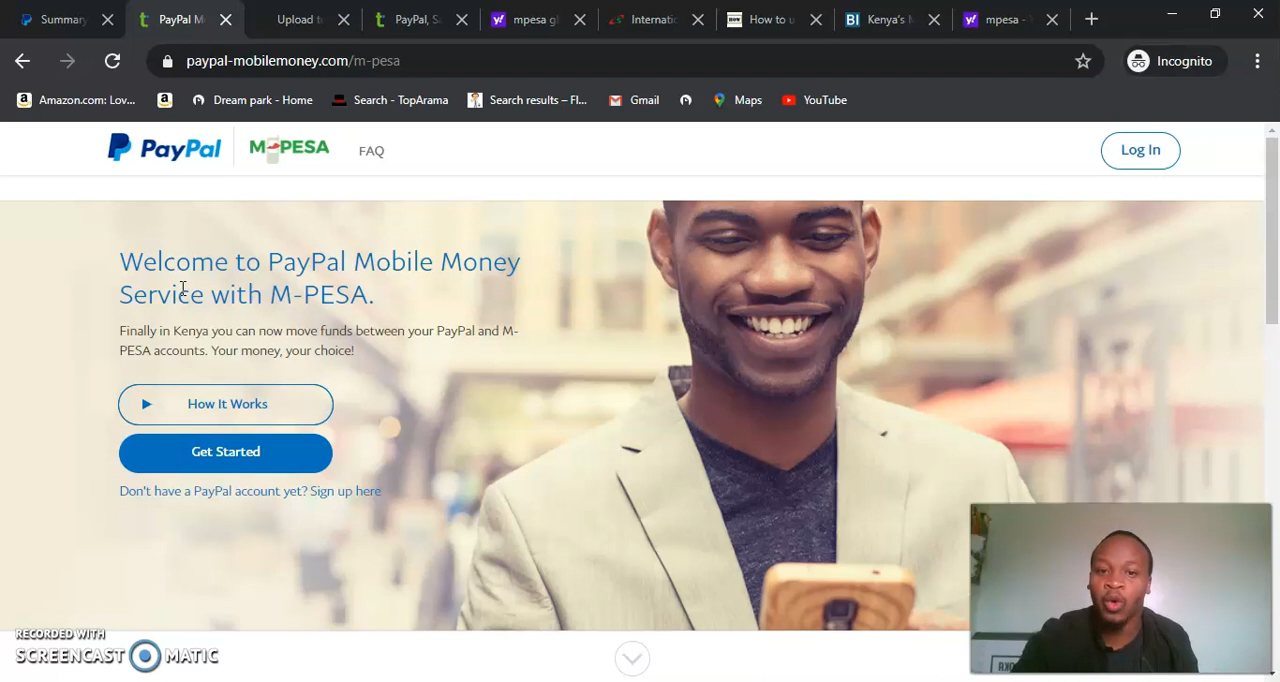 Summary
PayPal M
Upload t
PayPal, S
mpesa gl
Internatio
How to u
BI Kenya's M
mpesa -
paypal-mobilemoney.com/m-pesa
Incognito
Amazon.com: Lov...
Dream park - Home
Search - TopArama
Search results – Fl...
Gmail
Maps
YouTube
PayPal
M-PESA
FAQ
Log In
Welcome to PayPal Mobile Money
Service with M-PESA.
Finally in Kenya you can now move funds between your PayPal and M-
PESA accounts. Your money, your choice!
How It Works
Get Started
Don't have a PayPal account yet? Sign up here
RECORDED WITH
SCREENCAST MATIC